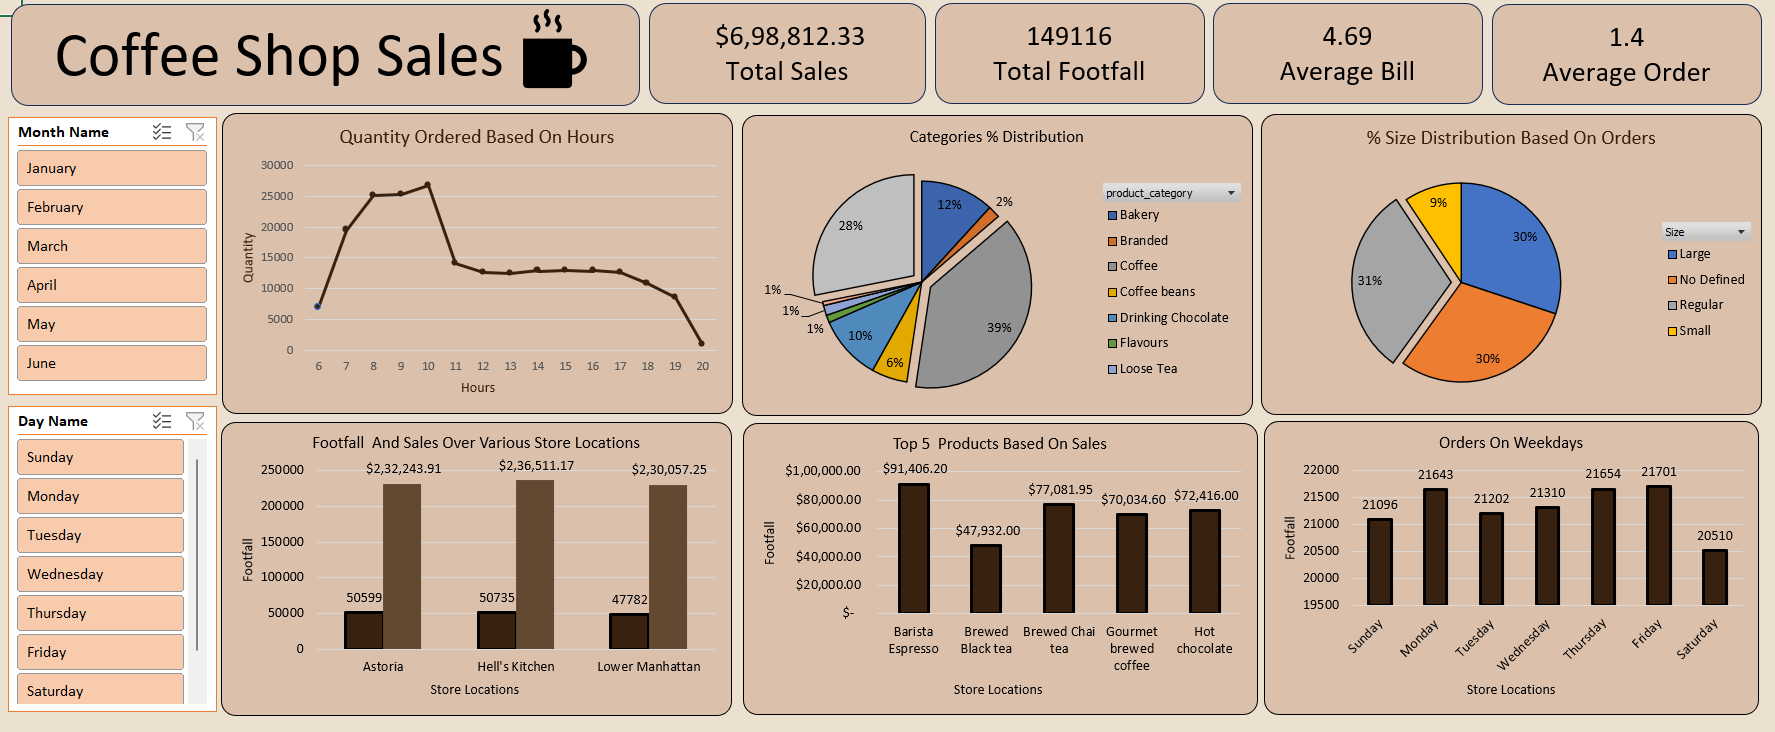 Coffee Shop Sales
$6,98,812.33
Total Sales
149116
Total Footfall
4.69
Average Bill
1.4
Average Order
Month Name
January
February
March
April
May
June
Day Name
Sunday
Monday
Tuesday
Wednesday
Thursday
Friday
Saturday
Quantity Ordered Based On Hours
Quantity
30000
25000
20000
15000
10000
5000
0
6 7 8 9 10 11 12 13 14 15 16 17 18 19 20
Hours
Categories % Distribution
12%
2%
39%
6%
10%
1%
1%
1%
28%
product_category
Bakery
Branded
Coffee
Coffee beans
Drinking Chocolate
Flavours
Loose Tea
% Size Distribution Based On Orders
30%
30%
31%
9%
Size
Large
No Defined
Regular
Small
Footfall  And Sales Over Various Store Locations
Footfall
250000
200000
150000
100000
50000
0
$2,32,243.91
$2,36,511.17
$2,30,057.25
50599
50735
47782
Astoria
Hell's Kitchen
Lower Manhattan
Store Locations
Top 5  Products Based On Sales
Footfall
$1,00,000.00
$80,000.00
$60,000.00
$40,000.00
$20,000.00
$-
$91,406.20
$47,932.00
$77,081.95
$70,034.60
$72,416.00
Barista
Espresso
Brewed
Black tea
Brewed Chai
tea
Gourmet
brewed
coffee
Hot
chocolate
Store Locations
Orders On Weekdays
Footfall
22000
21500
21000
20500
20000
19500
21096
21643
21202
21310
21654
21701
20510
Sunday
Monday
Tuesday
Wednesday
Thursday
Friday
Saturday
Store Locations